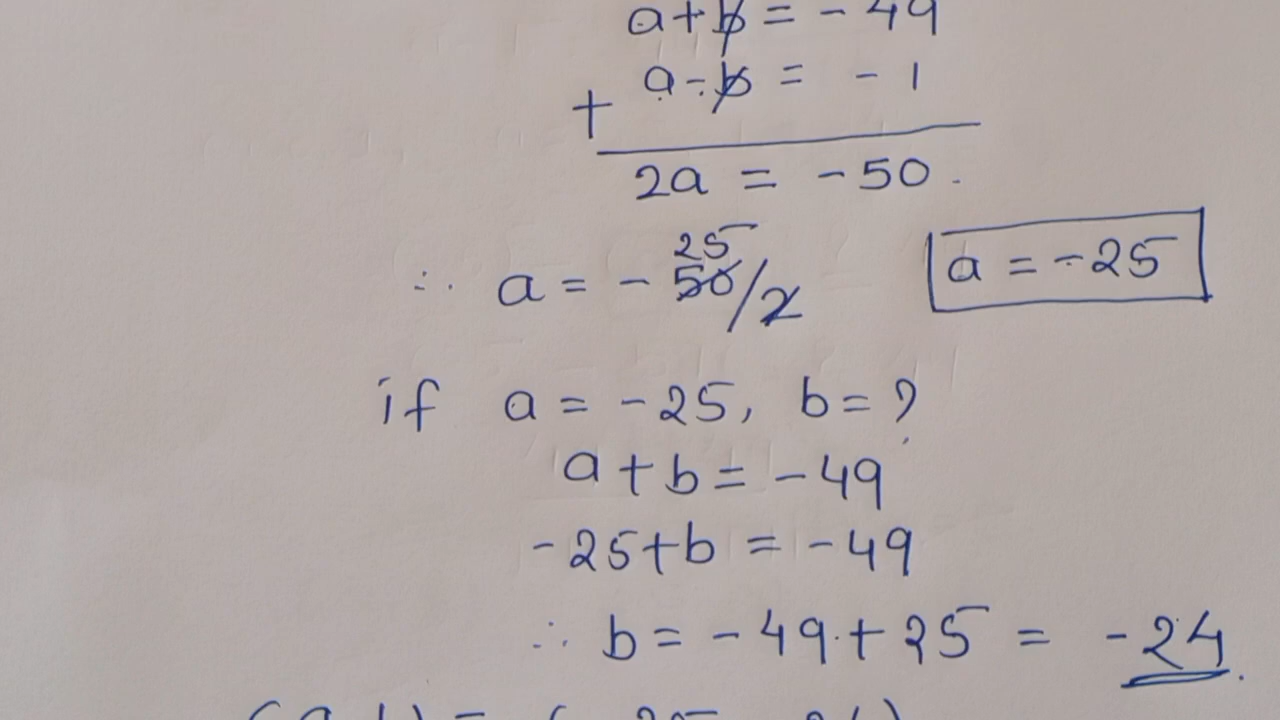 a + b = - 49
+ a - b = - 1
2a = - 50.
∴ a = - 25 50/2 a = - 25
if a = - 25, b = ?
a + b = - 49
- 25 + b = - 49
∴ b = - 49 + 25 = - 24.